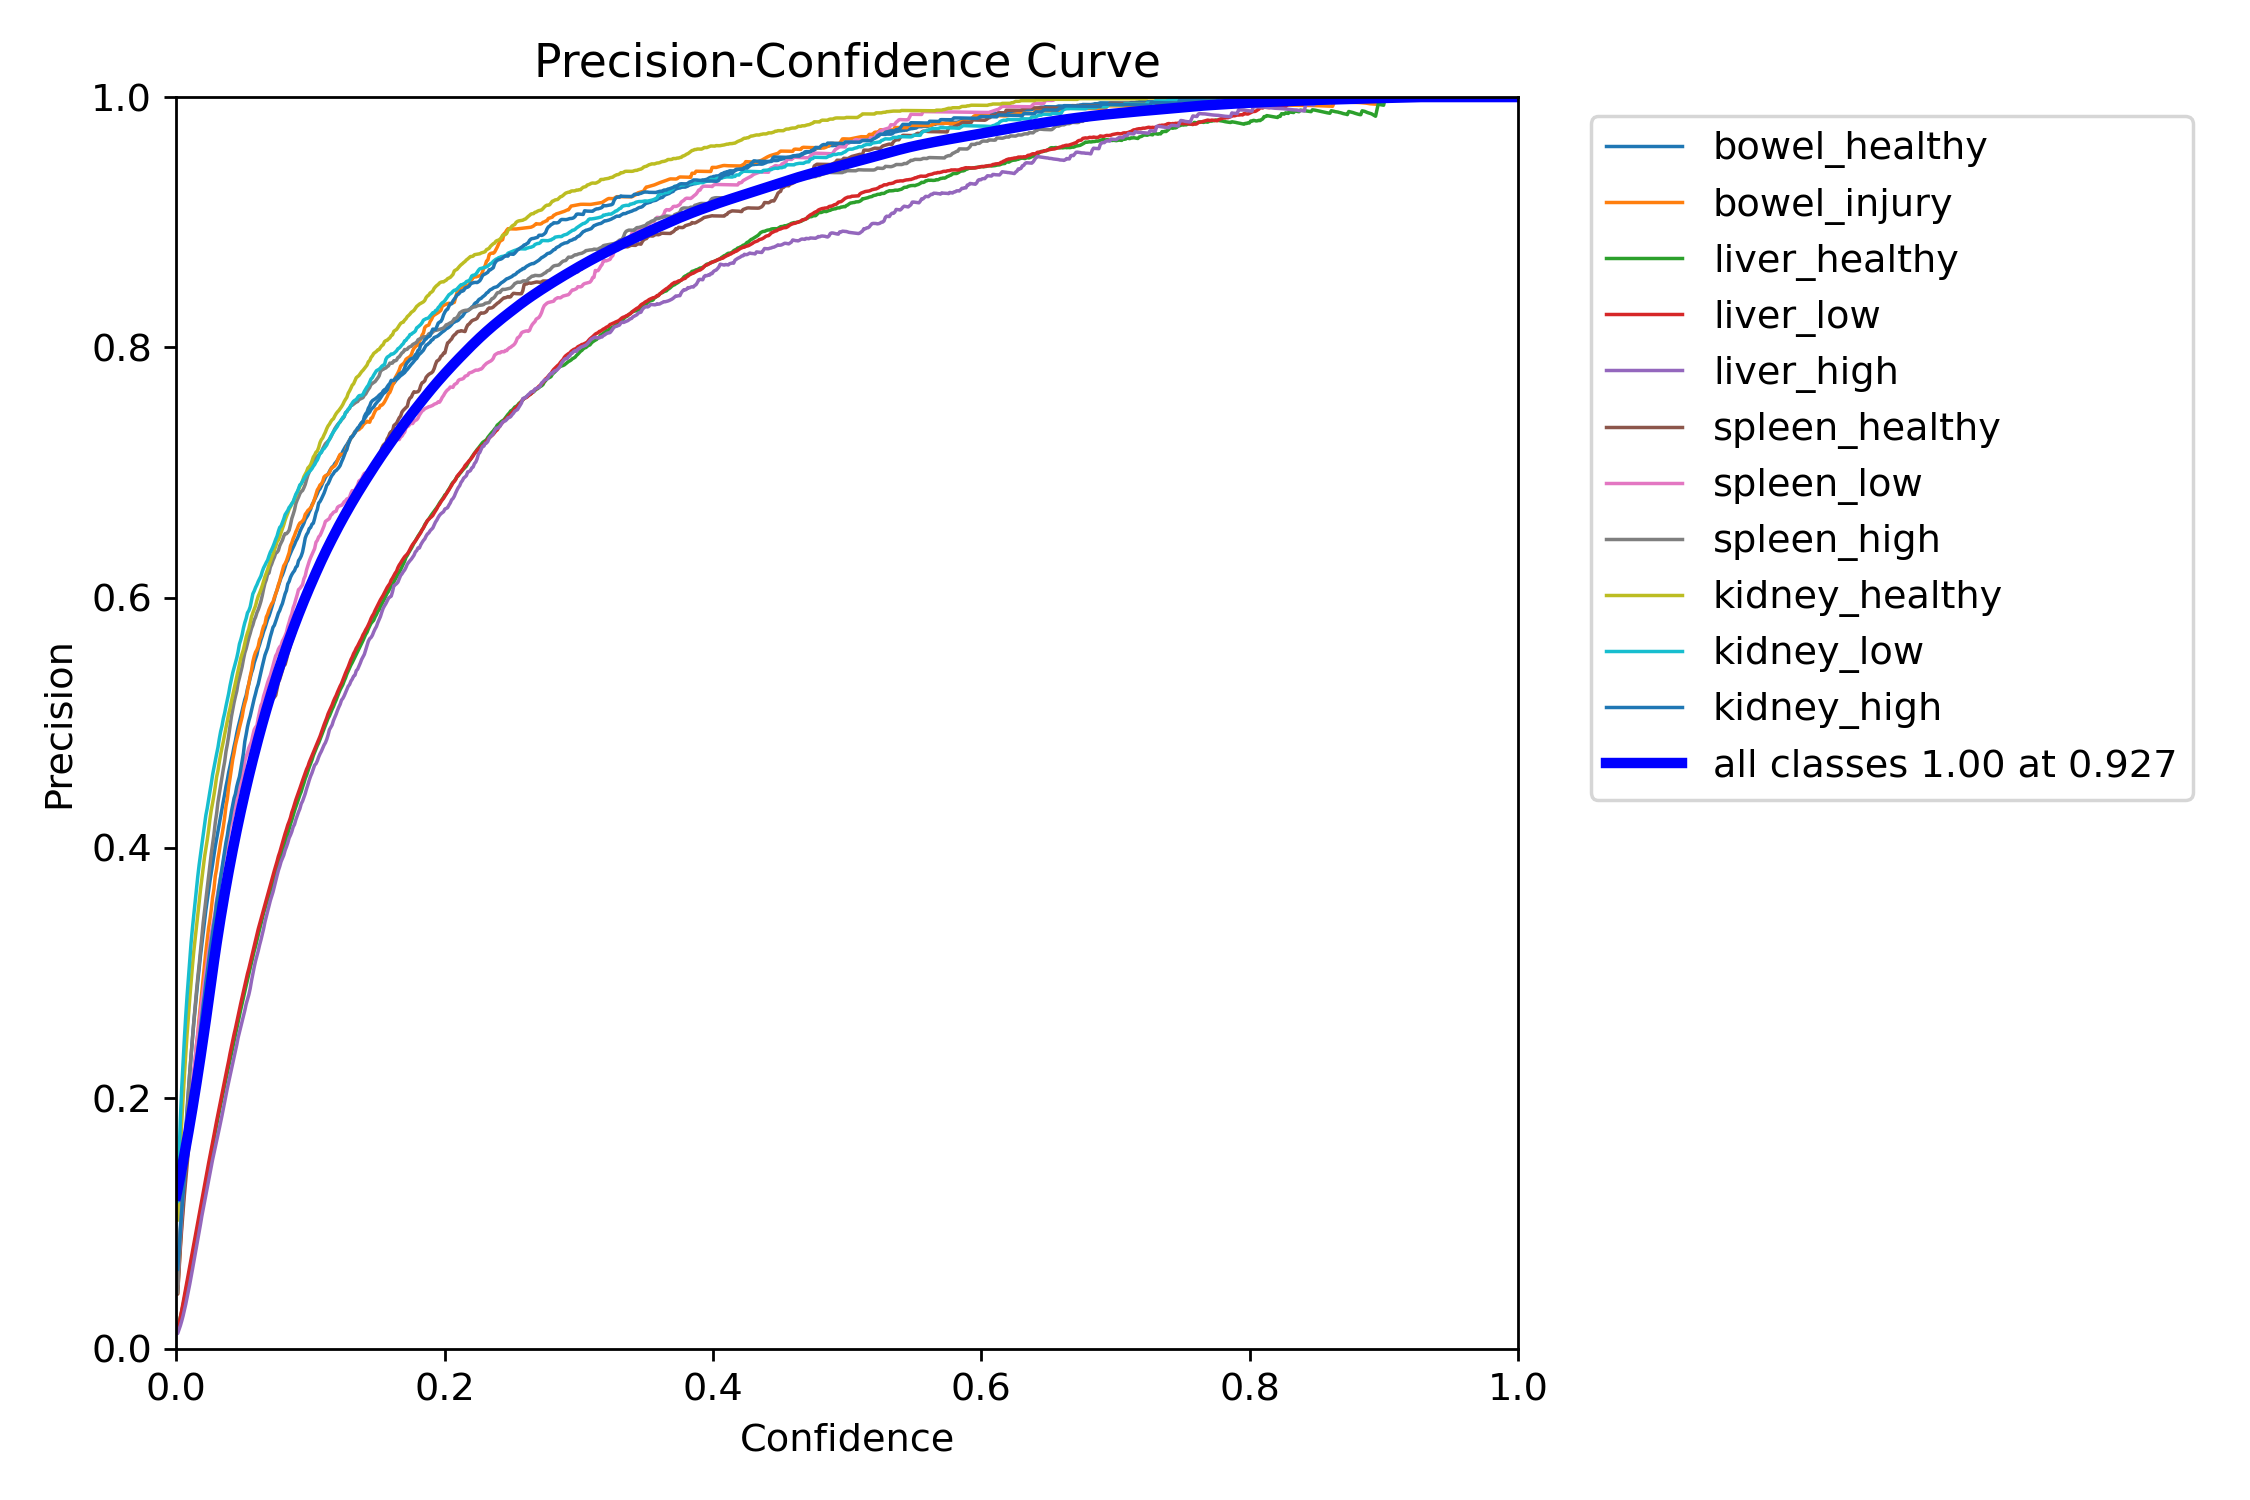 Precision-Confidence Curve
1.0
0.8
0.6
0.4
0.2
0.0
Precision
0.0 0.2 0.4 0.6 0.8 1.0
Confidence
bowel_healthy
bowel_injury
liver_healthy
liver_low
liver_high
spleen_healthy
spleen_low
spleen_high
kidney_healthy
kidney_low
kidney_high
all classes 1.00 at 0.927